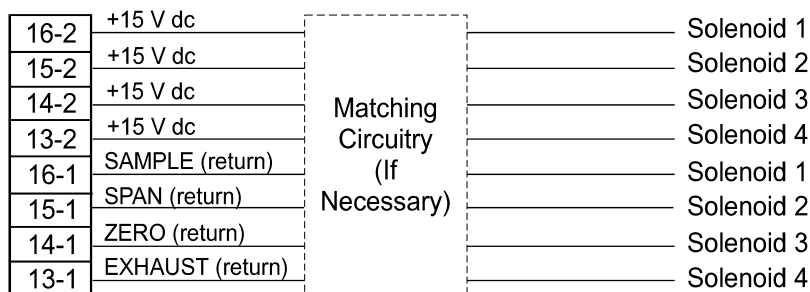 16-2 +15 V dc Solenoid 1
15-2 +15 V dc Solenoid 2
14-2 +15 V dc Solenoid 3
13-2 +15 V dc Solenoid 4
16-1 SAMPLE (return) Solenoid 1
15-1 SPAN (return) Solenoid 2
14-1 ZERO (return) Solenoid 3
13-1 EXHAUST (return) Solenoid 4
Matching
Circuitry
(If
Necessary)